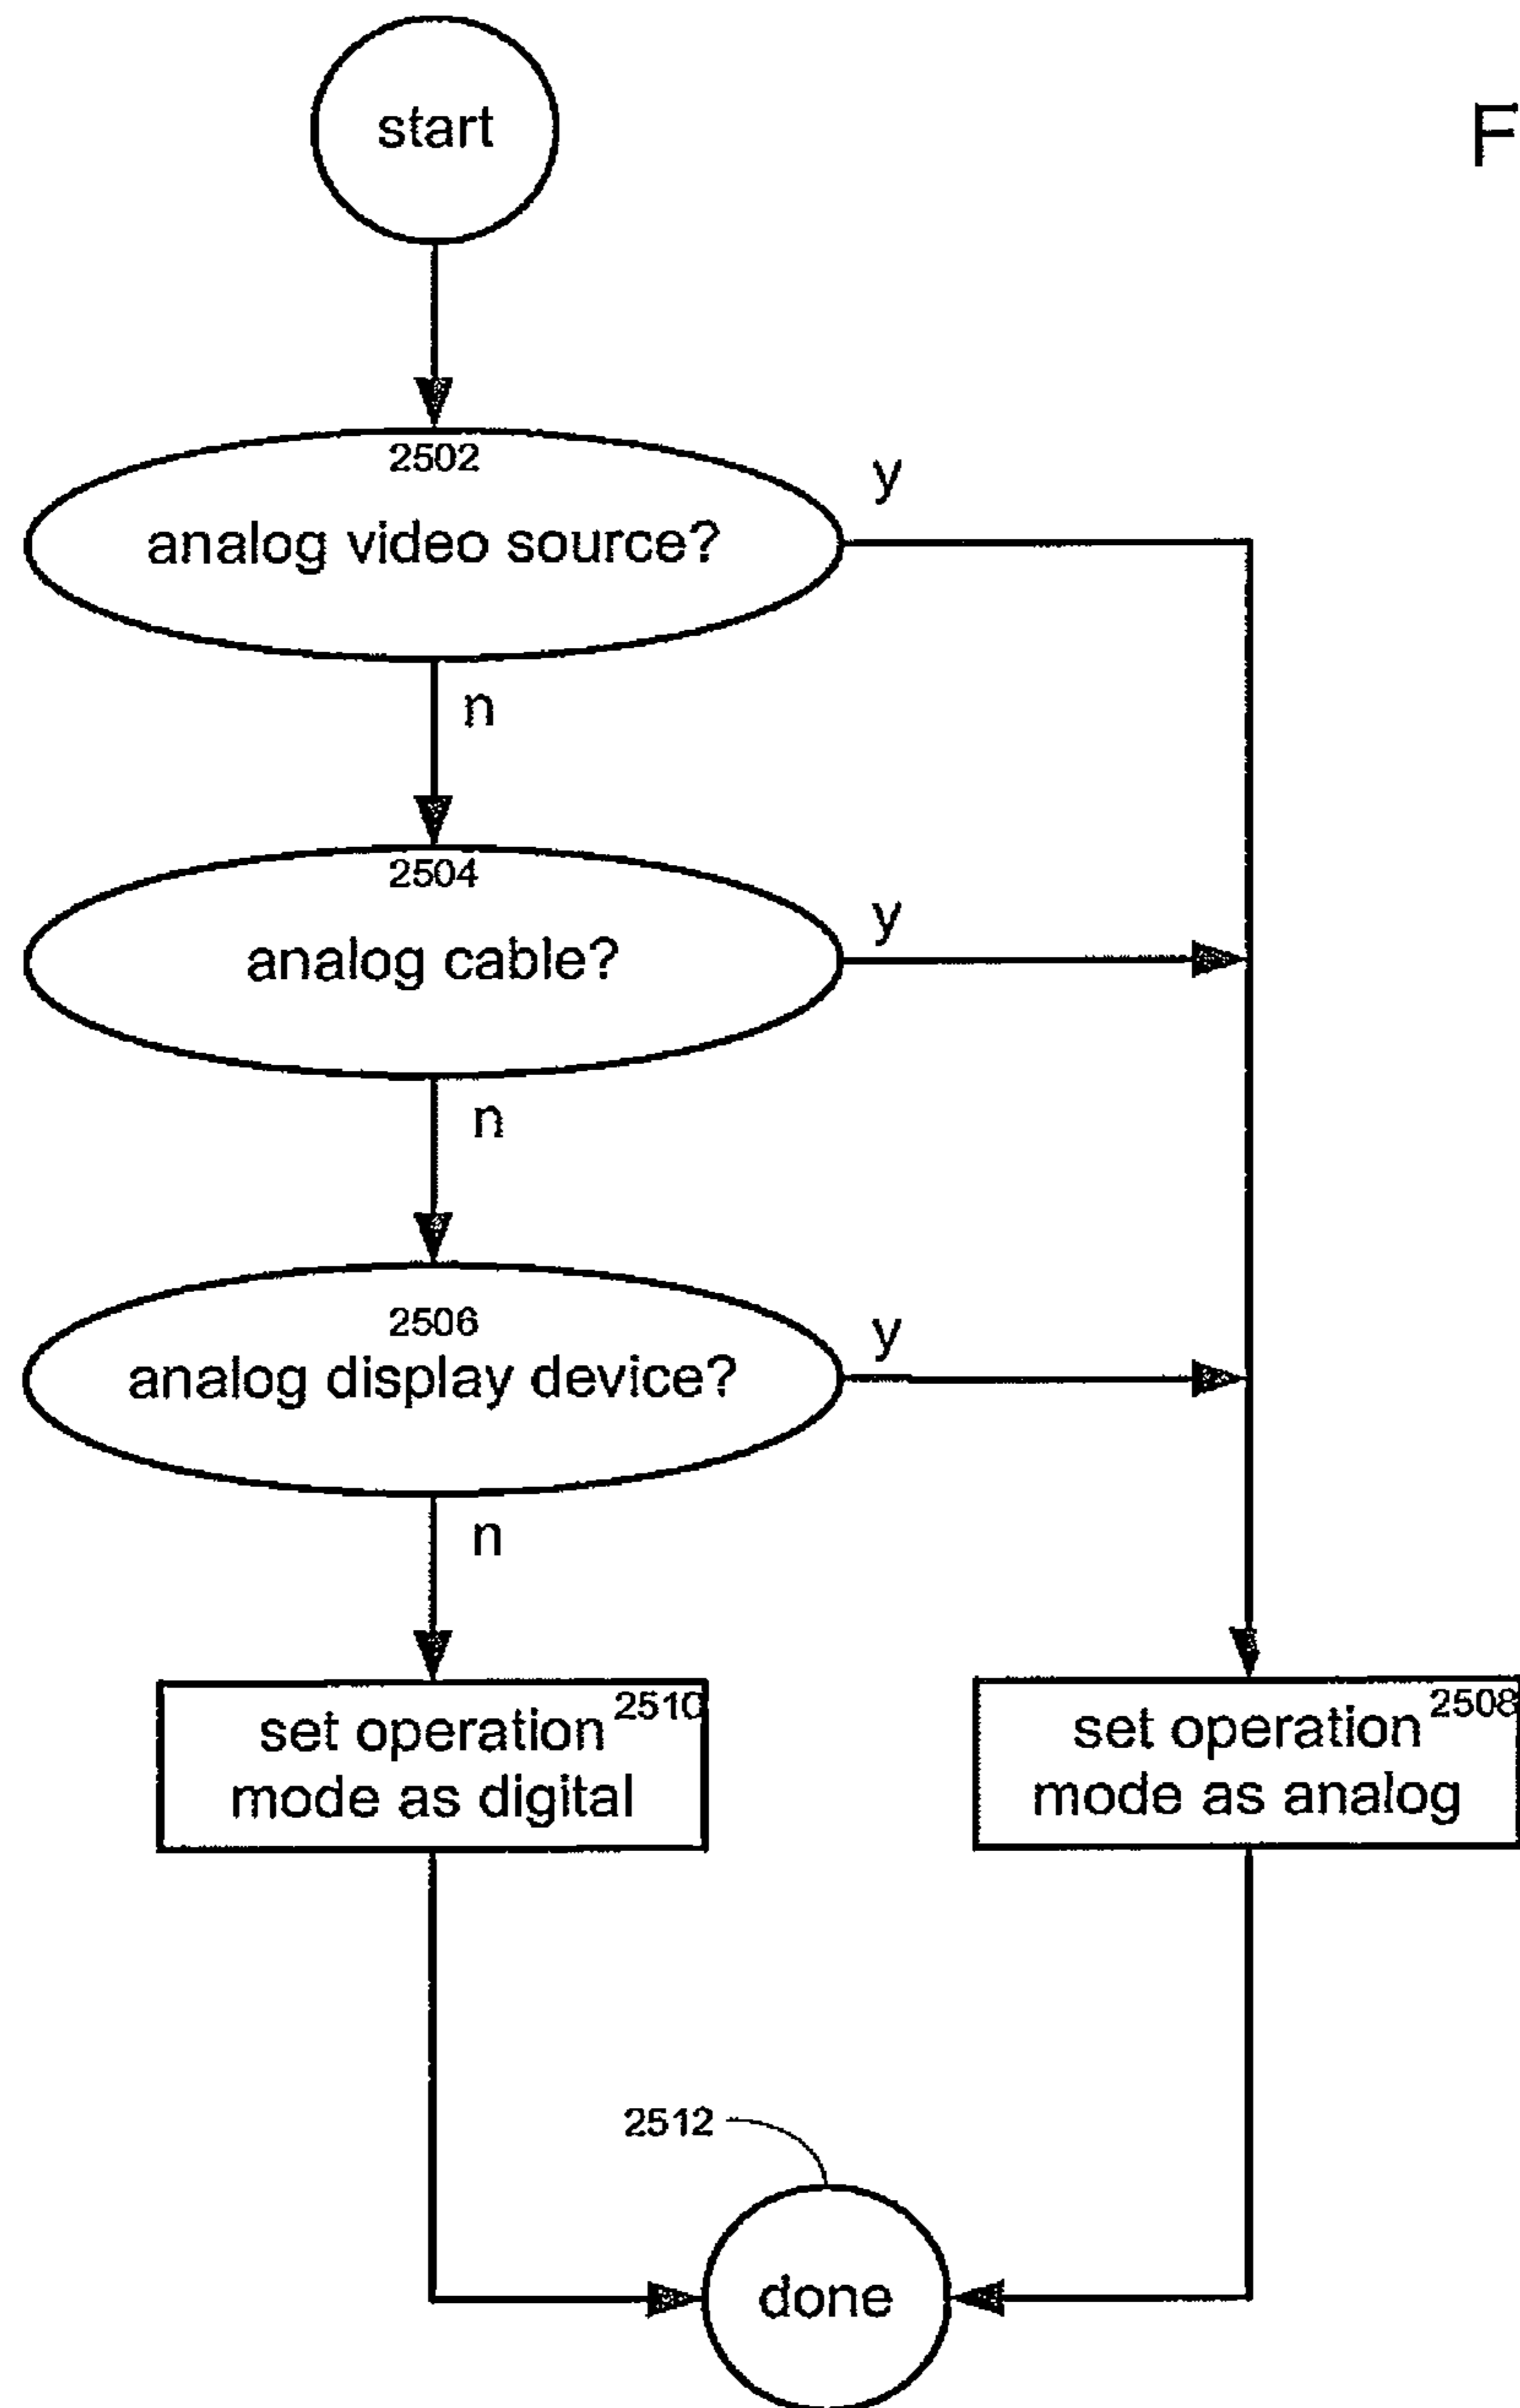 start
F
2502
analog video source?
y
n
2504
analog cable?
y
n
2506
analog display device?
y
n
2510
set operation
mode as digital
2508
set operation
mode as analog
2512
done